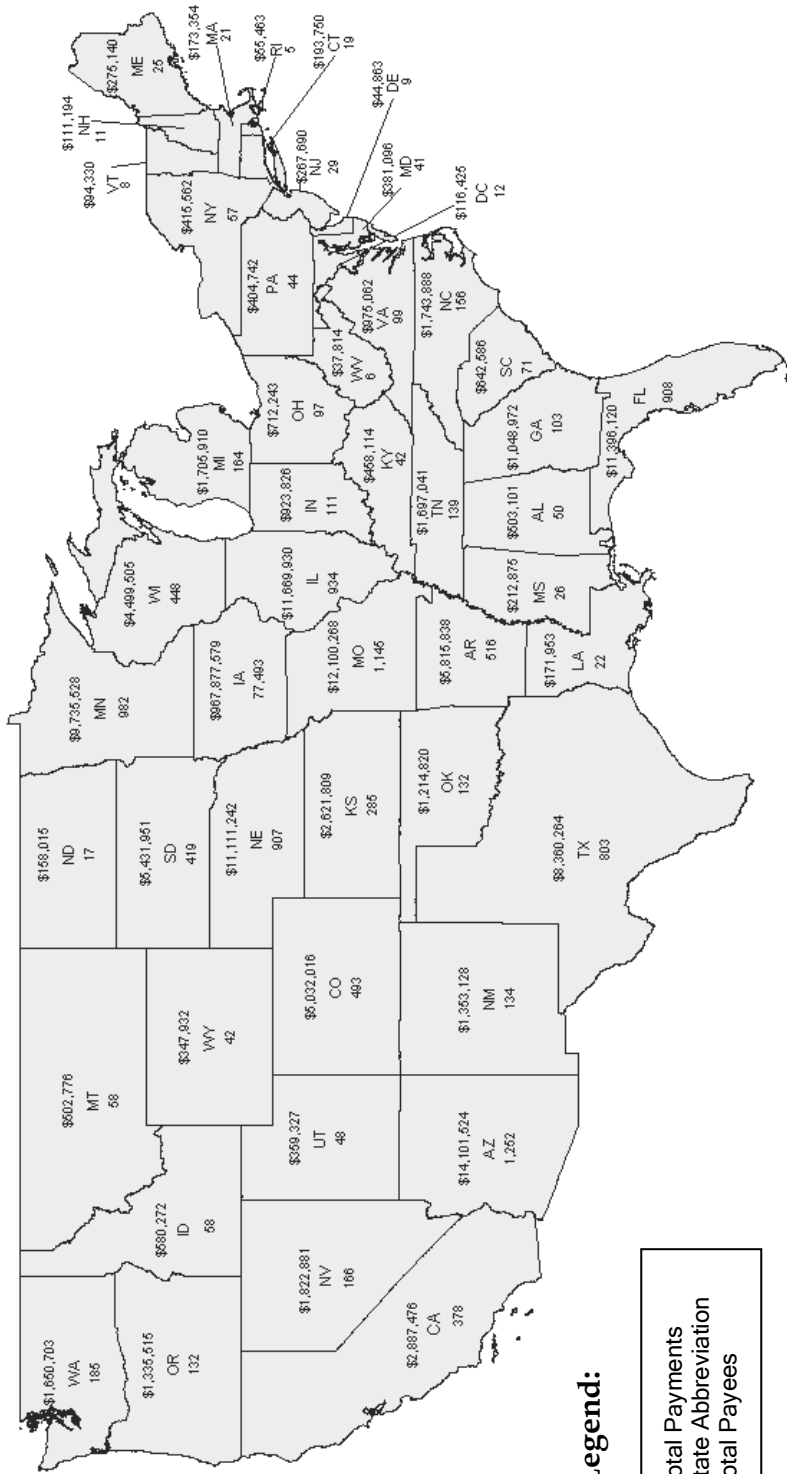 $1,650,703
WA
185
$1,335,515
OR
132
$2,887,476
CA
378
$1,822,881
NV
166
$580,272
ID
58
$502,776
MT
58
$347,932
WY
42
$359,327
UT
48
$14,101,524
AZ
1,252
$5,032,016
CO
493
$1,353,128
NM
134
$158,015
ND
17
$5,431,951
SD
419
$11,111,242
NE
907
$2,621,809
KS
285
$1,214,820
OK
132
$8,360,264
TX
803
$9,735,528
MN
982
$967,877,579
IA
77,493
$12,100,268
MO
1,145
$5,815,838
AR
516
$171,953
LA
22
$4,499,505
WI
448
$11,669,930
IL
934
$1,706,910
MI
164
$923,826
IN
111
$712,243
OH
97
$458,114
KY
42
$1,697,041
TN
139
$212,875
MS
26
$503,101
AL
50
$1,048,972
GA
103
$11,396,120
FL
908
$642,586
SC
71
$1,743,888
NC
156
$975,062
VA
99
$37,814
WV
6
$404,742
PA
44
$415,562
NY
57
$94,330
VT
8
$111,194
NH
11
$275,140
ME
25
$173,354
MA
21
$55,463
RI
5
$193,750
CT
19
$267,690
NJ
29
$44,863
DE
9
$381,096
MD
41
$116,425
DC
12
egend:
otal Payments
tate Abbreviation
otal Payees